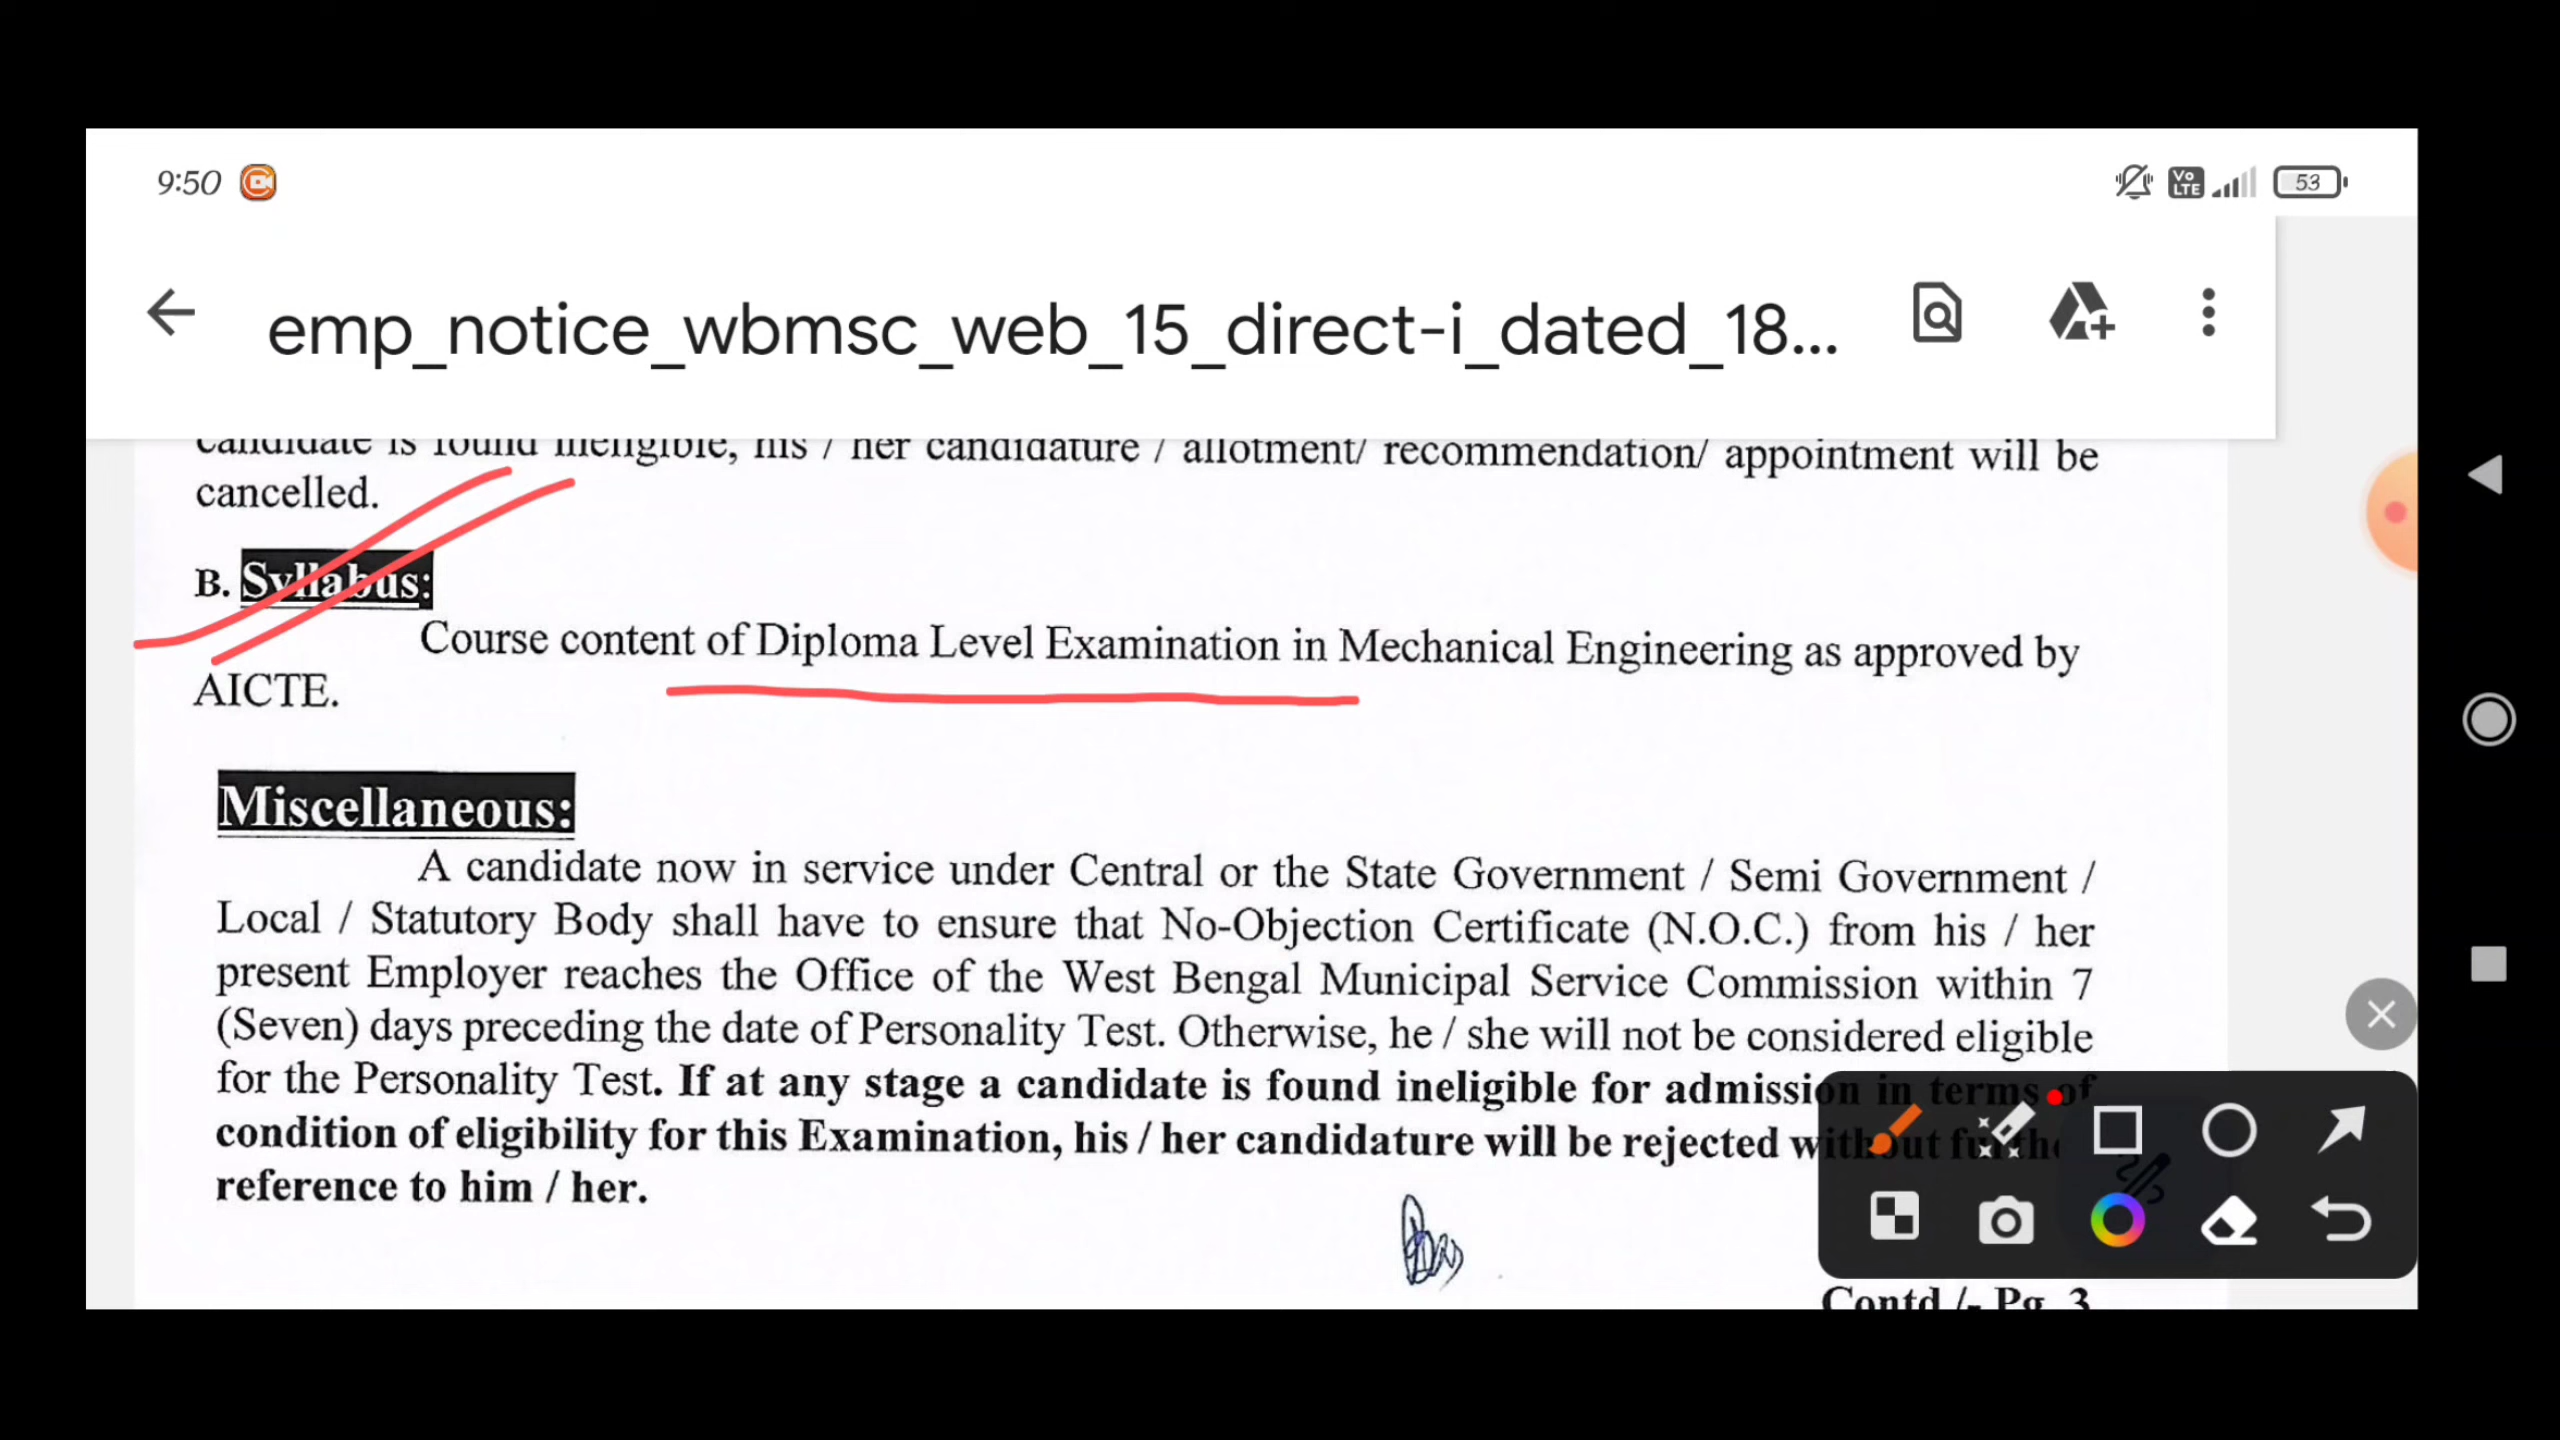 9:50
Vo LTE
53
emp_notice_wbmsc_web_15_direct-i_dated_18...
candidate is found ineligible, his / her candidature / allotment/ recommendation/ appointment will be
cancelled.
B. Syllabus:
Course content of Diploma Level Examination in Mechanical Engineering as approved by
AICTE.
Miscellaneous:
A candidate now in service under Central or the State Government / Semi Government /
Local / Statutory Body shall have to ensure that No-Objection Certificate (N.O.C.) from his / her
present Employer reaches the Office of the West Bengal Municipal Service Commission within 7
(Seven) days preceding the date of Personality Test. Otherwise, he / she will not be considered eligible
for the Personality Test. If at any stage a candidate is found ineligible for admission in terms of
condition of eligibility for this Examination, his / her candidature will be rejected without
reference to him / her.
Contd /- Pg. 3